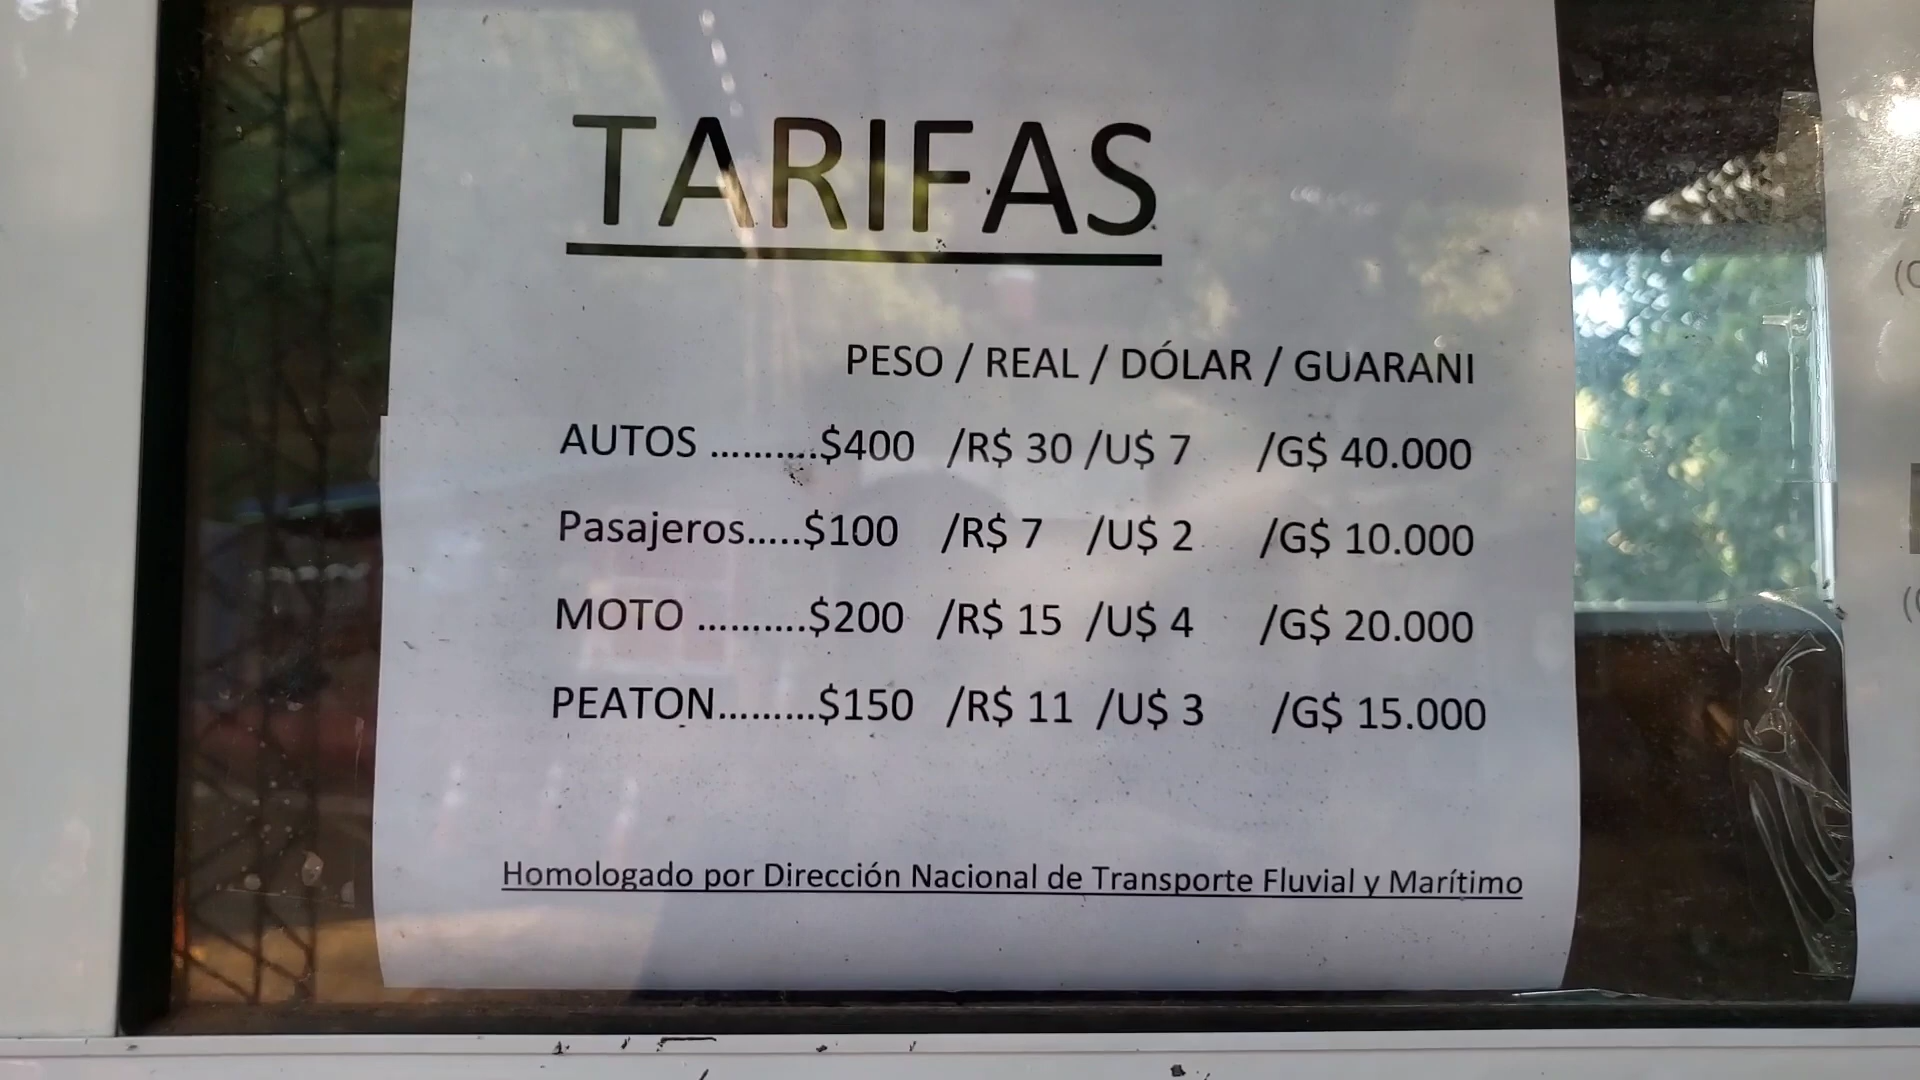 TARIFAS
PESO / REAL / DÓLAR / GUARANI
AUTOS ..........$400 /R$ 30 /U$ 7 /G$ 40.000
Pasajeros.....$100 /R$ 7 /U$ 2 /G$ 10.000
MOTO ..........$200 /R$ 15 /U$ 4 /G$ 20.000
PEATON.........$150 /R$ 11 /U$ 3 /G$ 15.000
Homologado por Dirección Nacional de Transporte Fluvial y Marítimo